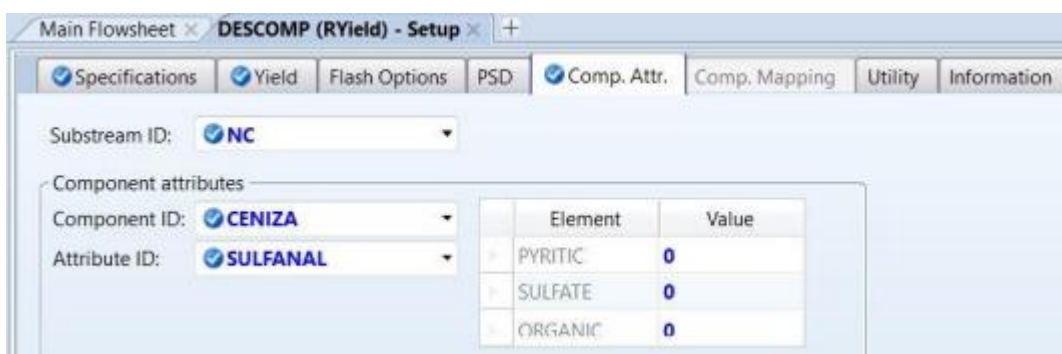 Main Flowsheet × DESCOMP (RYield) - Setup × +
Specifications Yield Flash Options PSD Comp. Attr. Comp. Mapping Utility Information
Substream ID: NC
Component attributes
Component ID: CENIZA Element Value
Attribute ID: SULFANAL PYRITIC 0
SULFATE 0
ORGANIC 0